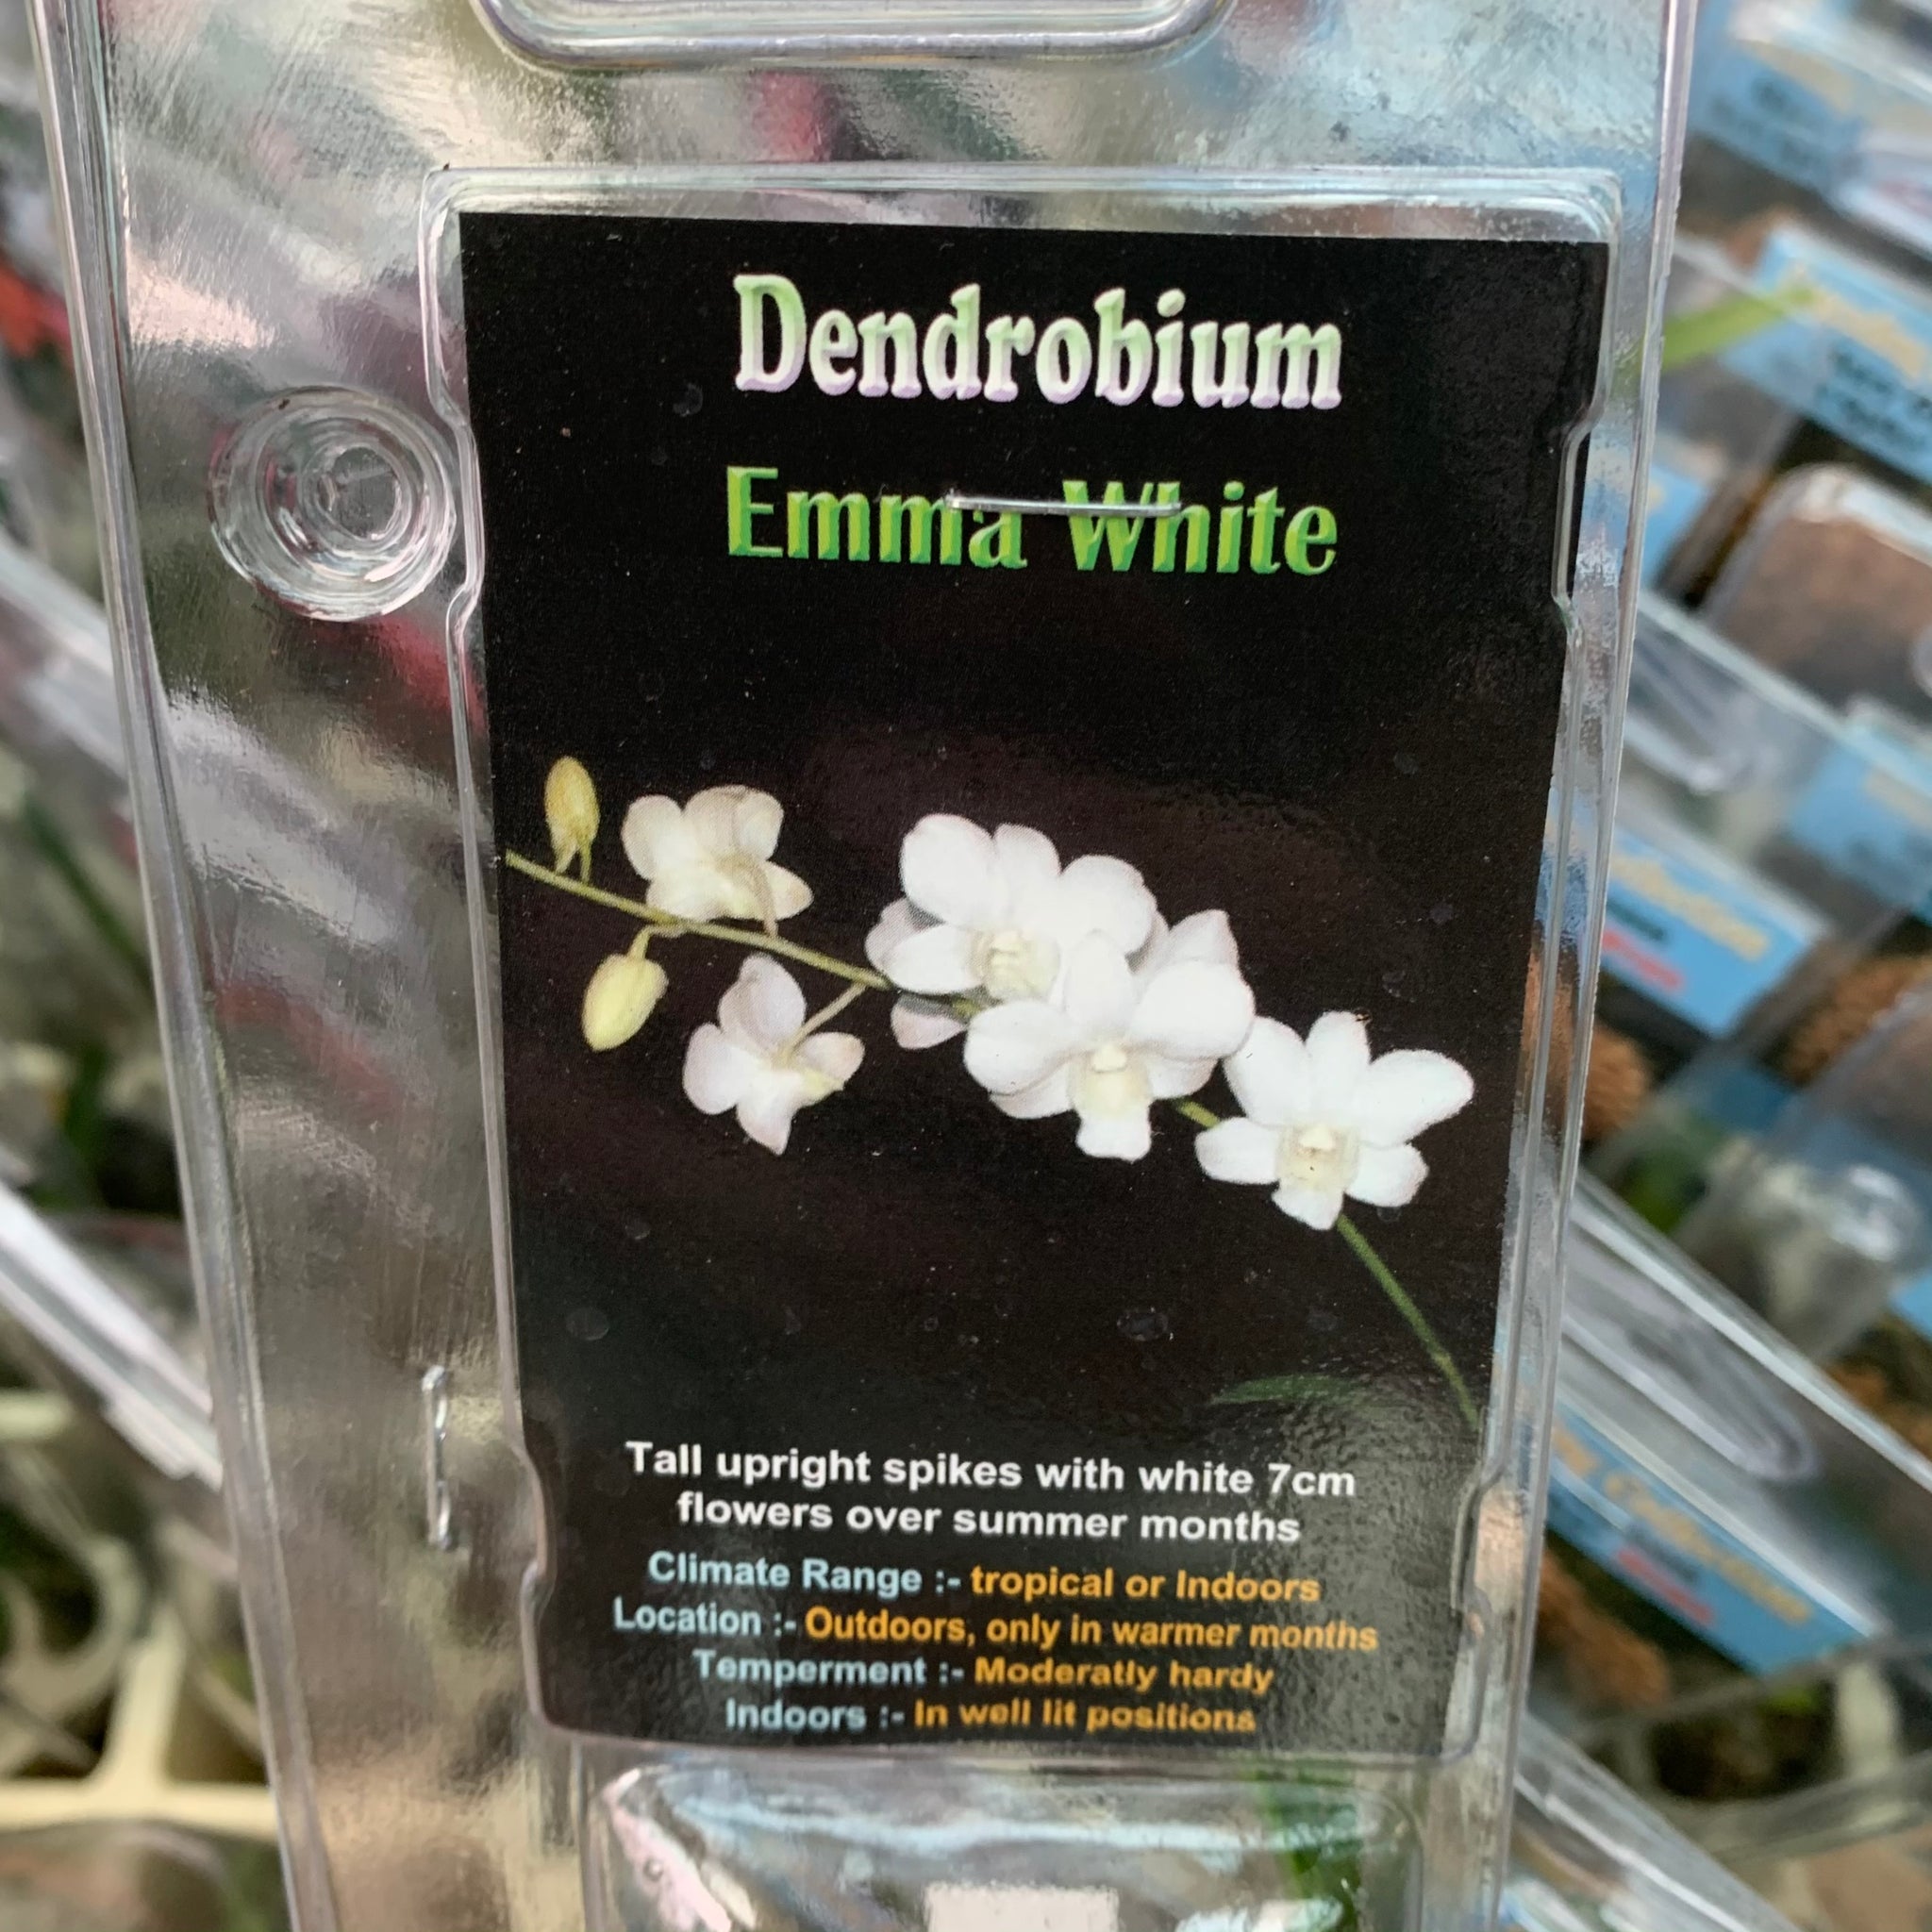 Dendrobium
Emma White
Tall upright spikes with white 7cm
flowers over summer months
Climate Range :- tropical or Indoors
Location :- Outdoors, only in warmer months
Temperment :- Moderatly hardy
Indoors :- In well lit positions